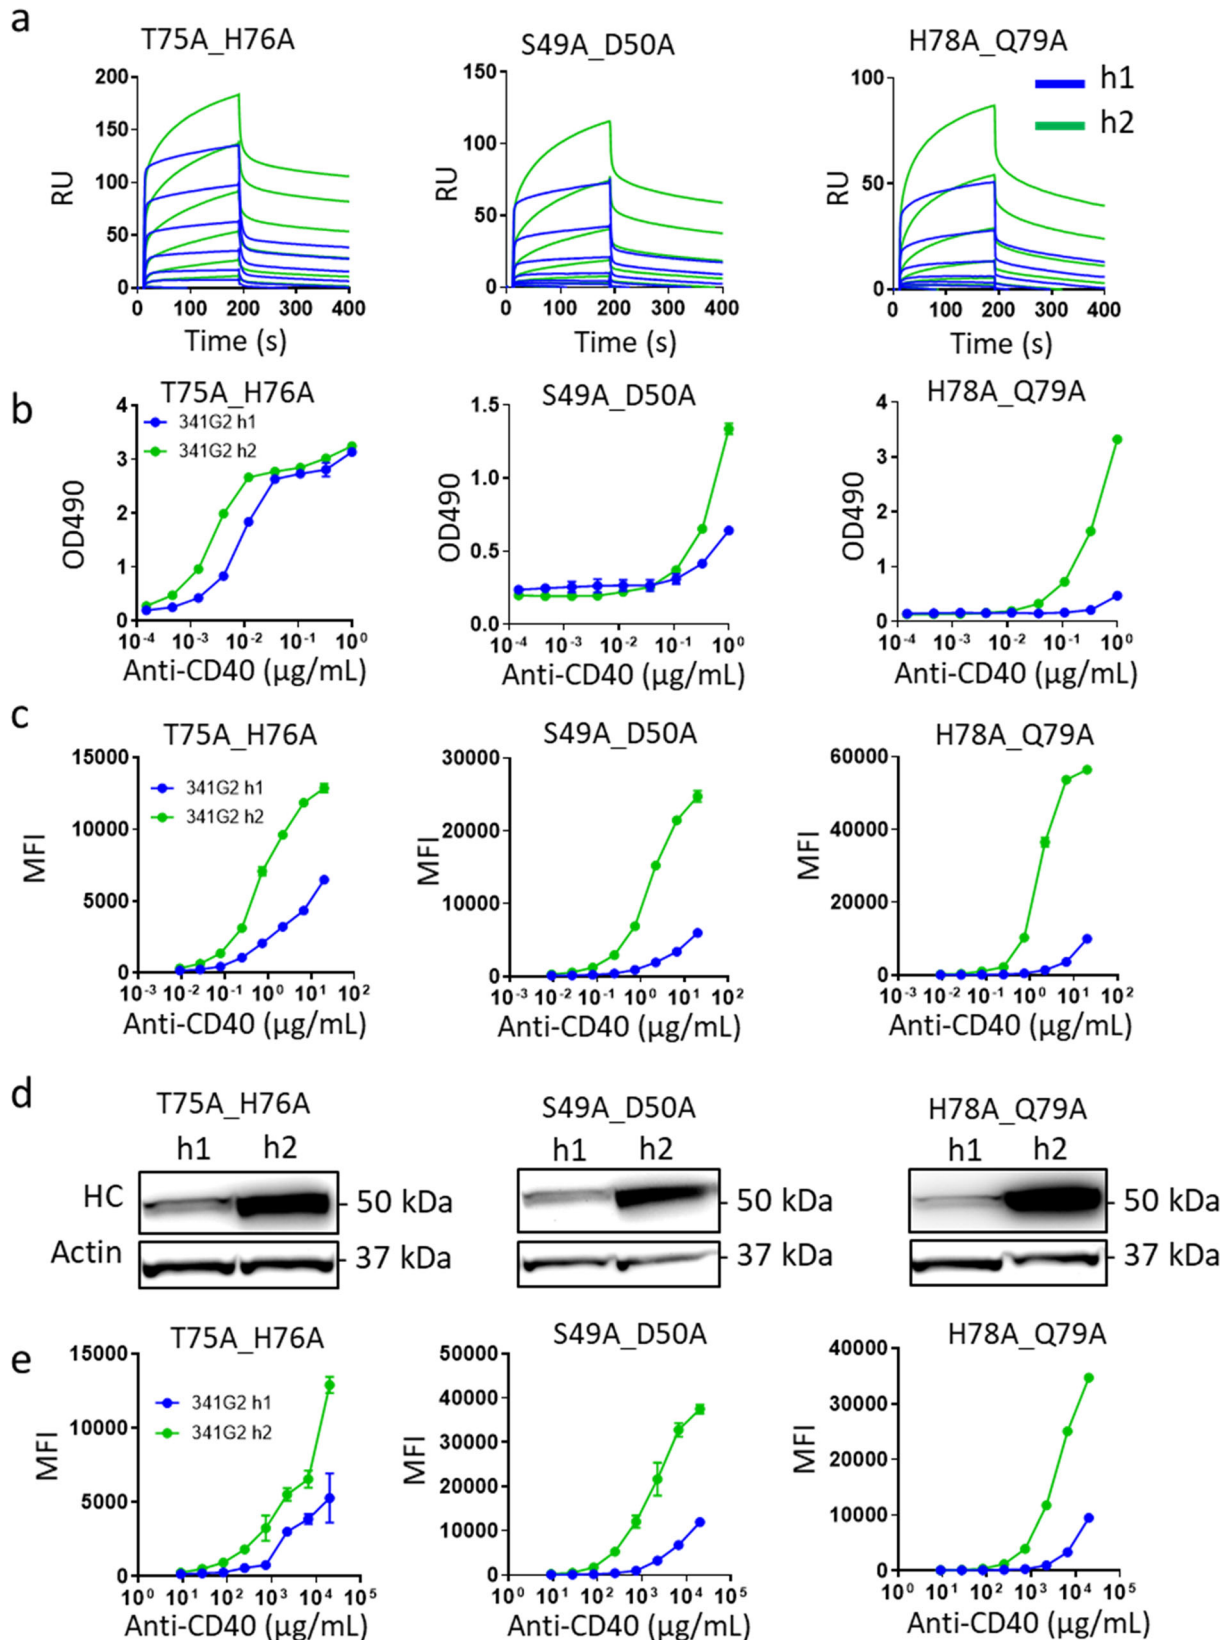 a
T75A_H76A
S49A_D50A
H78A_Q79A
h1
h2
200
150
100
50
0
RU
0 100 200 300 400
Time (s)
150
100
50
0
RU
0 100 200 300 400
Time (s)
100
50
0
RU
0 100 200 300 400
Time (s)
b
T75A_H76A
S49A_D50A
H78A_Q79A
341G2 h1
341G2 h2
4
3
2
1
0
OD490
10-4 10-3 10-2 10-1 100
Anti-CD40 (µg/mL)
1.5
1.0
0.5
0.0
OD490
10-4 10-3 10-2 10-1 100
Anti-CD40 (µg/mL)
4
3
2
1
0
OD490
10-4 10-3 10-2 10-1 100
Anti-CD40 (µg/mL)
c
T75A_H76A
S49A_D50A
H78A_Q79A
341G2 h1
341G2 h2
15000
10000
5000
0
MFI
10-3 10-2 10-1 100 101 102
Anti-CD40 (µg/mL)
30000
20000
10000
0
MFI
10-3 10-2 10-1 100 101 102
Anti-CD40 (µg/mL)
60000
40000
20000
0
MFI
10-3 10-2 10-1 100 101 102
Anti-CD40 (µg/mL)
d
T75A_H76A
S49A_D50A
H78A_Q79A
h1 h2
h1 h2
h1 h2
HC
50 kDa
50 kDa
50 kDa
Actin
37 kDa
37 kDa
37 kDa
e
T75A_H76A
S49A_D50A
H78A_Q79A
341G2 h1
341G2 h2
15000
10000
5000
0
MFI
100 101 102 103 104 105
Anti-CD40 (µg/mL)
50000
40000
30000
20000
10000
0
MFI
100 101 102 103 104 105
Anti-CD40 (µg/mL)
40000
30000
20000
10000
0
MFI
100 101 102 103 104 105
Anti-CD40 (µg/mL)